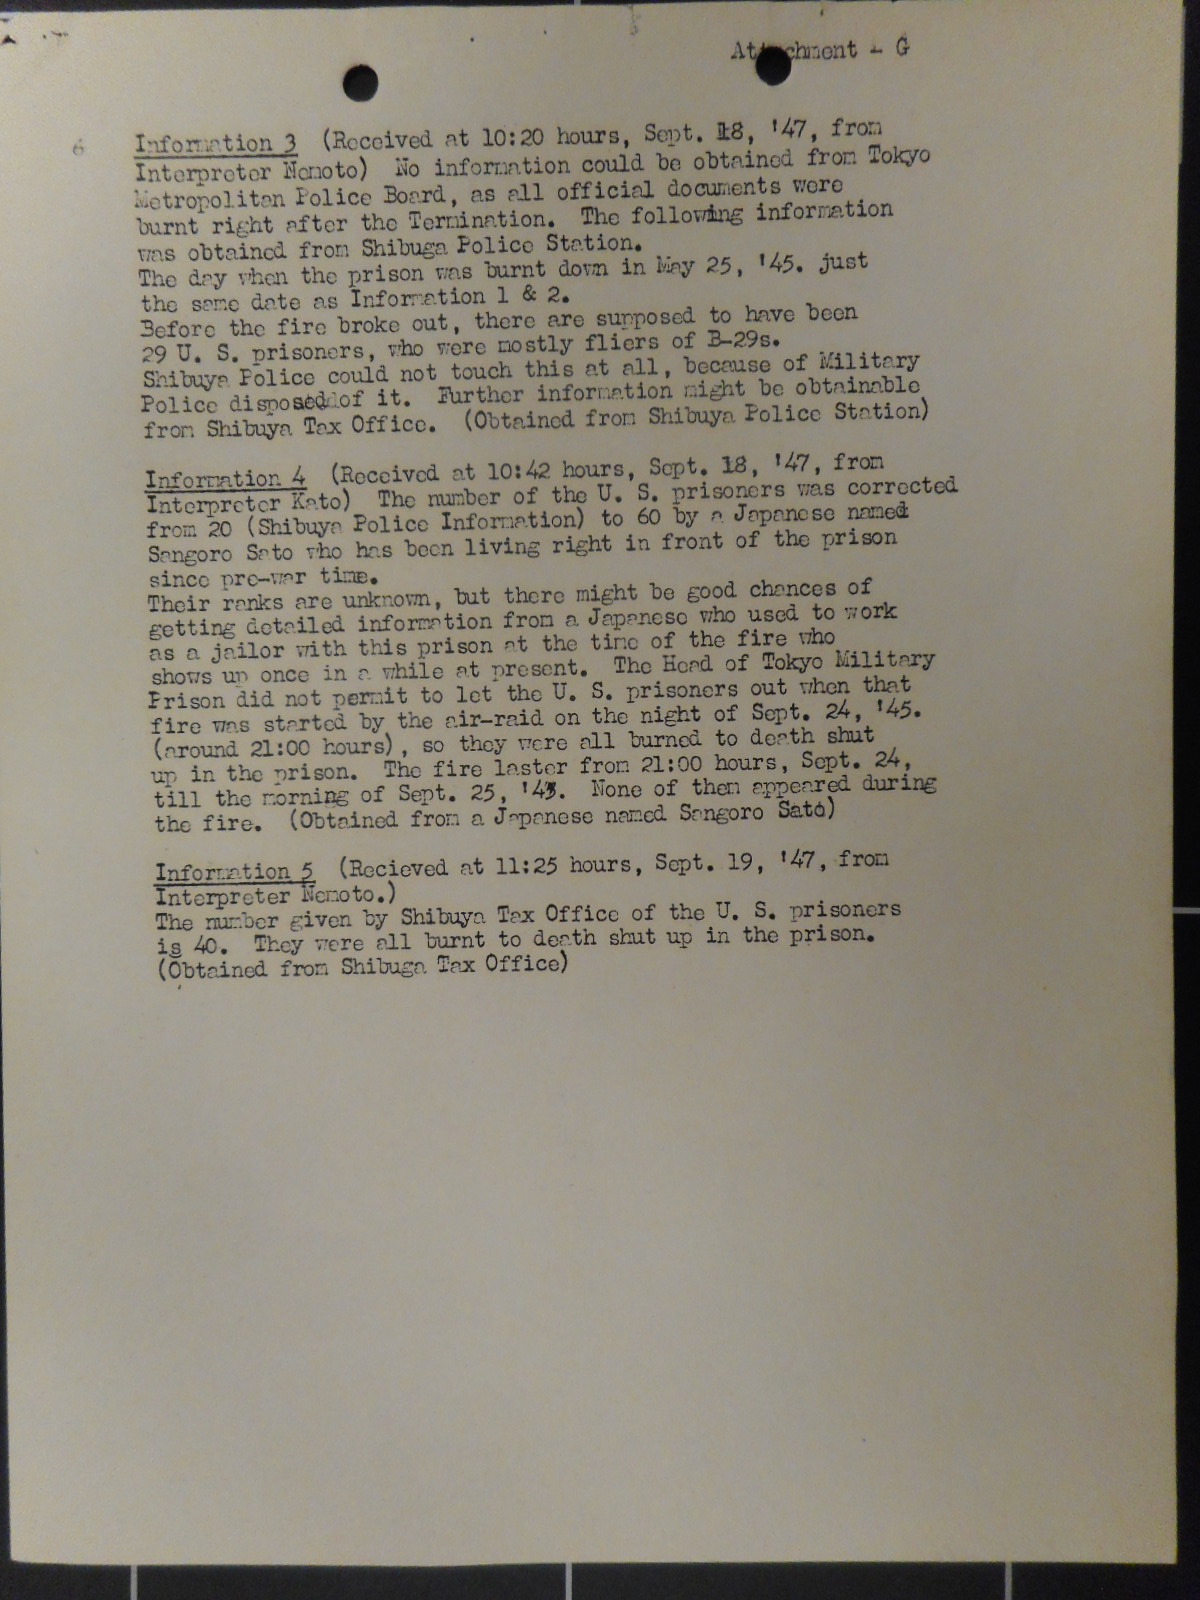 Attachment - G
Information 3 (Received at 10:20 hours, Sept. 18, '47, from
Interpreter Nemoto) No information could be obtained from Tokyo
Metropolitan Police Board, as all official documents were
burnt right after the Termination. The following information
was obtained from Shibuga Police Station.
The day when the prison was burnt down in May 25, '45. just
the same date as Information 1 & 2.
Before the fire broke out, there are supposed to have been
29 U. S. prisoners, who were mostly fliers of B-29s.
Shibuya Police could not touch this at all, because of Military
Police disposed of it. Further information might be obtainable
from Shibuya Tax Office. (Obtained from Shibuya Police Station)
Information 4 (Received at 10:42 hours, Sept. 18, '47, from
Interpreter Kato) The number of the U. S. prisoners was corrected
from 20 (Shibuya Police Information) to 60 by a Japanese named
Sangoro Sato who has been living right in front of the prison
since pre-war time.
Their ranks are unknown, but there might be good chances of
getting detailed information from a Japanese who used to work
as a jailor with this prison at the time of the fire who
shows up once in a while at present. The Head of Tokyo Military
Prison did not permit to let the U. S. prisoners out when that
fire was started by the air-raid on the night of Sept. 24, '45.
(around 21:00 hours), so they were all burned to death shut
up in the prison. The fire laster from 21:00 hours, Sept. 24,
till the morning of Sept. 25, None of them appeared during
the fire. (Obtained from a Japanese named Sangoro Sato)
Information 5 (Recieved at 11:25 hours, Sept. 19, '47, from
Interpreter Nemoto.)
The number given by Shibuya Tax Office of the U. S. prisoners
is 40. They were all burnt to death shut up in the prison.
(Obtained from Shibuga Tax Office)